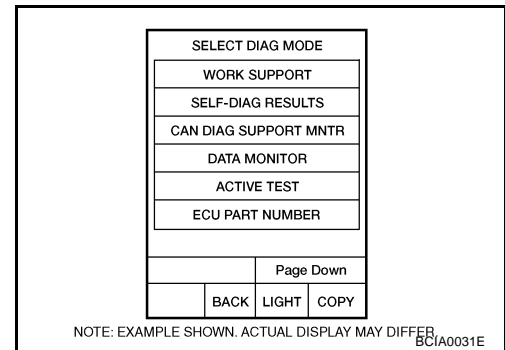 SELECT DIAG MODE
WORK SUPPORT
SELF-DIAG RESULTS
CAN DIAG SUPPORT MNTR
DATA MONITOR
ACTIVE TEST
ECU PART NUMBER
Page Down
BACK LIGHT COPY
NOTE: EXAMPLE SHOWN. ACTUAL DISPLAY MAY DIFFER.
BCIA0031E